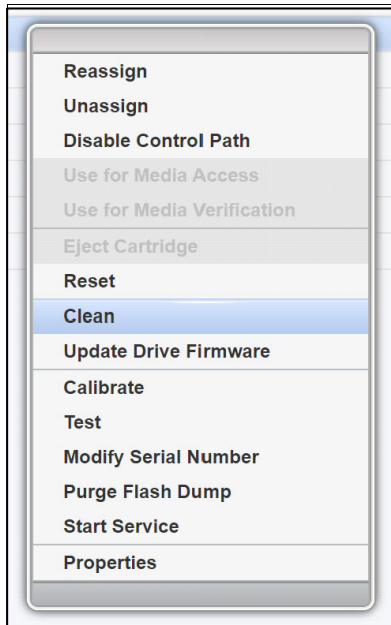 Reassign
Unassign
Disable Control Path
Use for Media Access
Use for Media Verification
Eject Cartridge
Reset
Clean
Update Drive Firmware
Calibrate
Test
Modify Serial Number
Purge Flash Dump
Start Service
Properties